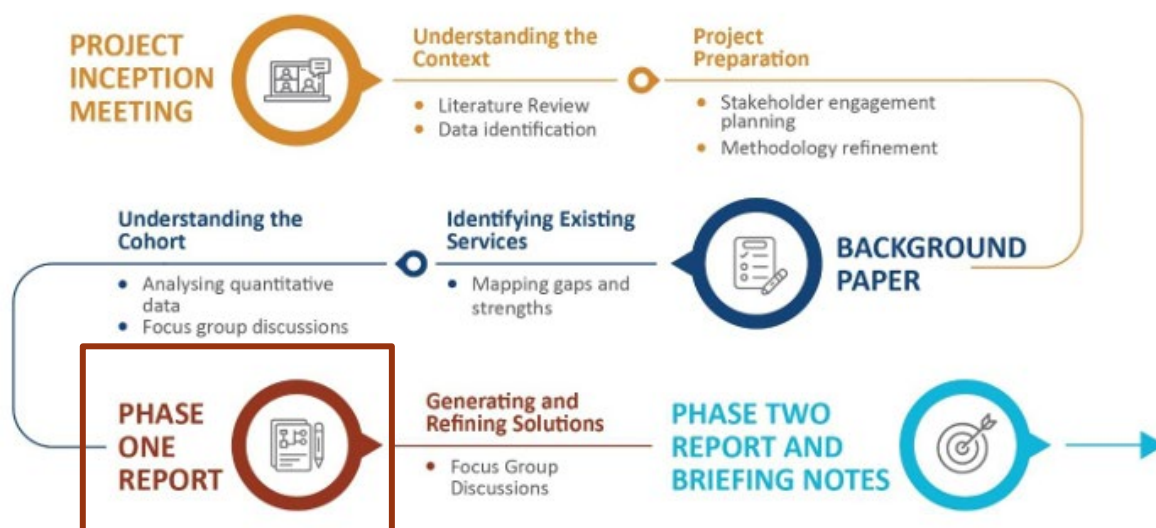 PROJECT
INCEPTION
MEETING
Understanding the
Context
• Literature Review
• Data identification
Project
Preparation
• Stakeholder engagement
planning
• Methodology refinement
BACKGROUND
PAPER
Identifying Existing
Services
• Mapping gaps and
strengths
Understanding the
Cohort
• Analysing quantitative
data
• Focus group discussions
PHASE
ONE
REPORT
Generating and
Refining Solutions
• Focus Group
Discussions
PHASE TWO
REPORT AND
BRIEFING NOTES